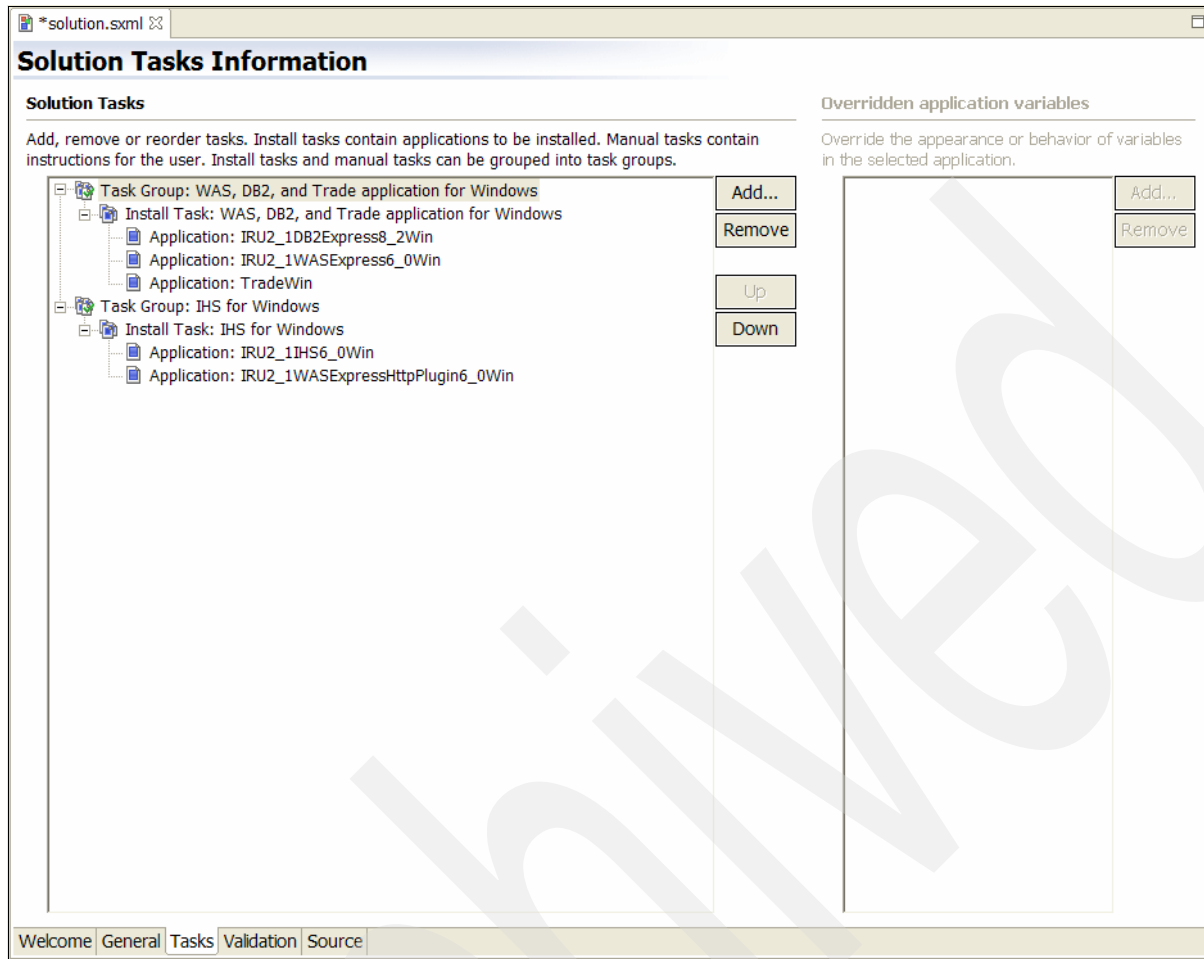 *solution.sxml
Solution Tasks Information
Solution Tasks
Add, remove or reorder tasks. Install tasks contain applications to be installed. Manual tasks contain
instructions for the user. Install tasks and manual tasks can be grouped into task groups.
Task Group: WAS, DB2, and Trade application for Windows
Install Task: WAS, DB2, and Trade application for Windows
Application: IRU2_1DB2Express8_2Win
Application: IRU2_1WASExpress6_0Win
Application: TradeWin
Task Group: IHS for Windows
Install Task: IHS for Windows
Application: IRU2_1IHS6_0Win
Application: IRU2_1WASExpressHttpPlugin6_0Win
Add...
Remove
Up
Down
Overridden application variables
Override the appearance or behavior of variables
in the selected application.
Add...
Remove
Welcome General Tasks Validation Source
hived